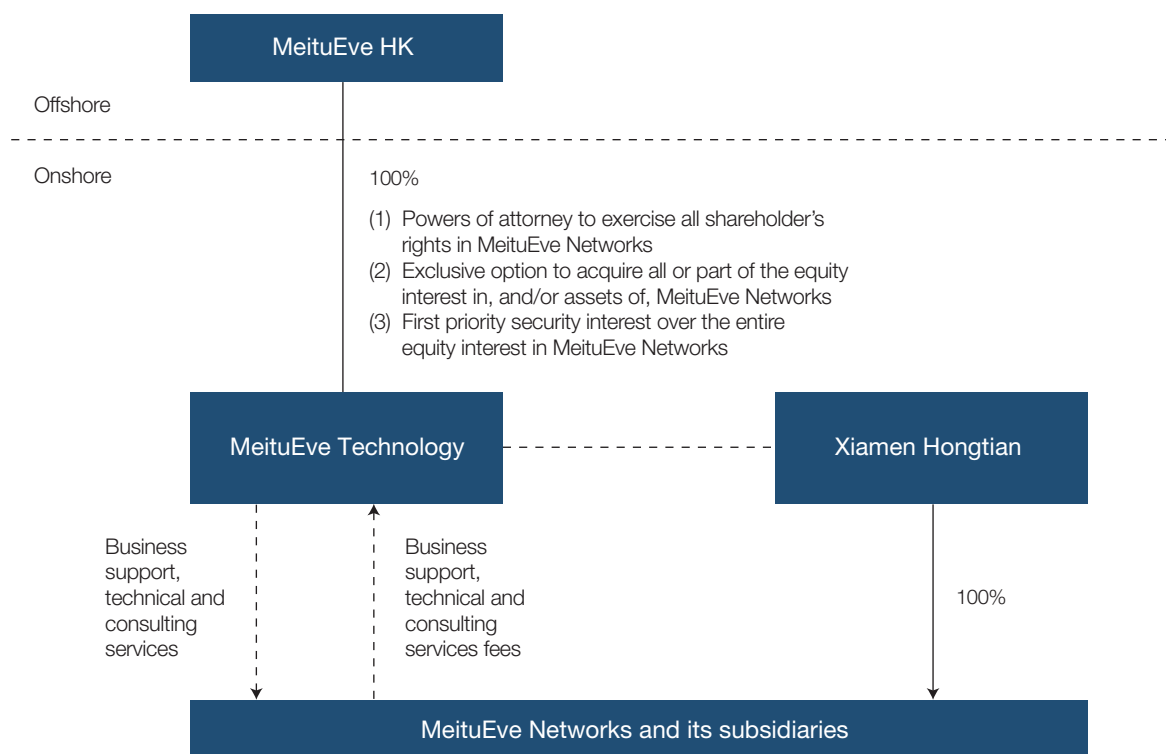 MeituEve HK
Offshore
Onshore
100%
(1) Powers of attorney to exercise all shareholder's
rights in MeituEve Networks
(2) Exclusive option to acquire all or part of the equity
interest in, and/or assets of, MeituEve Networks
(3) First priority security interest over the entire
equity interest in MeituEve Networks
MeituEve Technology
Xiamen Hongtian
Business
support,
technical and
consulting
services
Business
support,
technical and
consulting
services fees
100%
MeituEve Networks and its subsidiaries